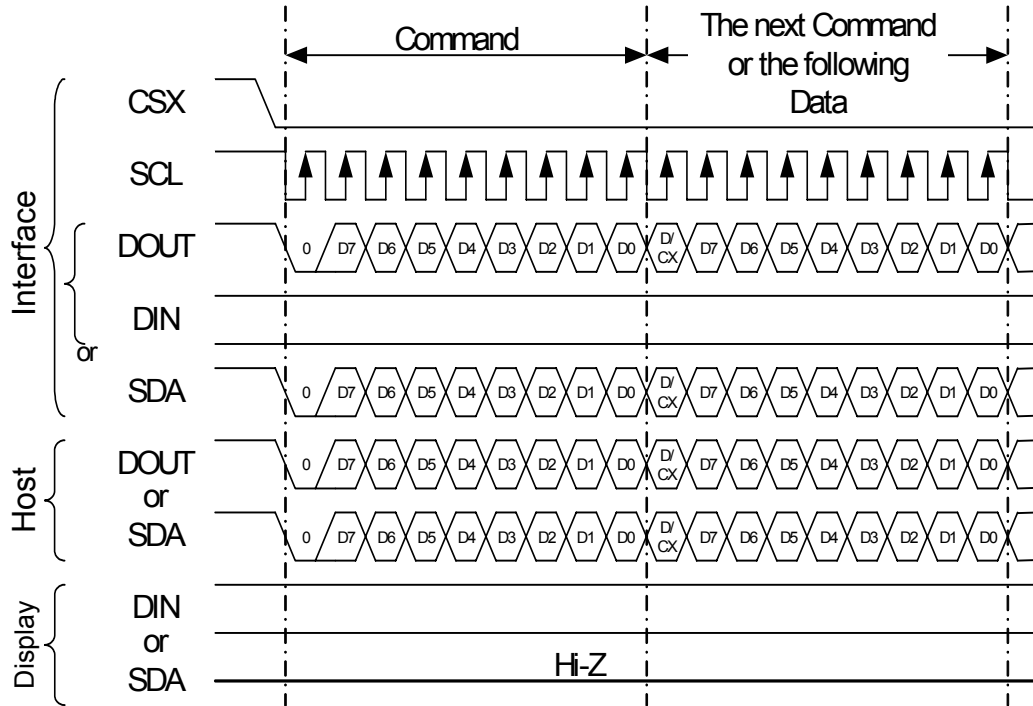 Command
The next Command
or the following
Data
Interface
CSX
SCL
DOUT
0 D7 D6 D5 D4 D3 D2 D1 D0 D/CX D7 D6 D5 D4 D3 D2 D1 D0
DIN
or
SDA
0 D7 D6 D5 D4 D3 D2 D1 D0 D/CX D7 D6 D5 D4 D3 D2 D1 D0
Host
DOUT
0 D7 D6 D5 D4 D3 D2 D1 D0 D/CX D7 D6 D5 D4 D3 D2 D1 D0
or
SDA
0 D7 D6 D5 D4 D3 D2 D1 D0 D/CX D7 D6 D5 D4 D3 D2 D1 D0
Display
DIN
or
SDA
Hi-Z